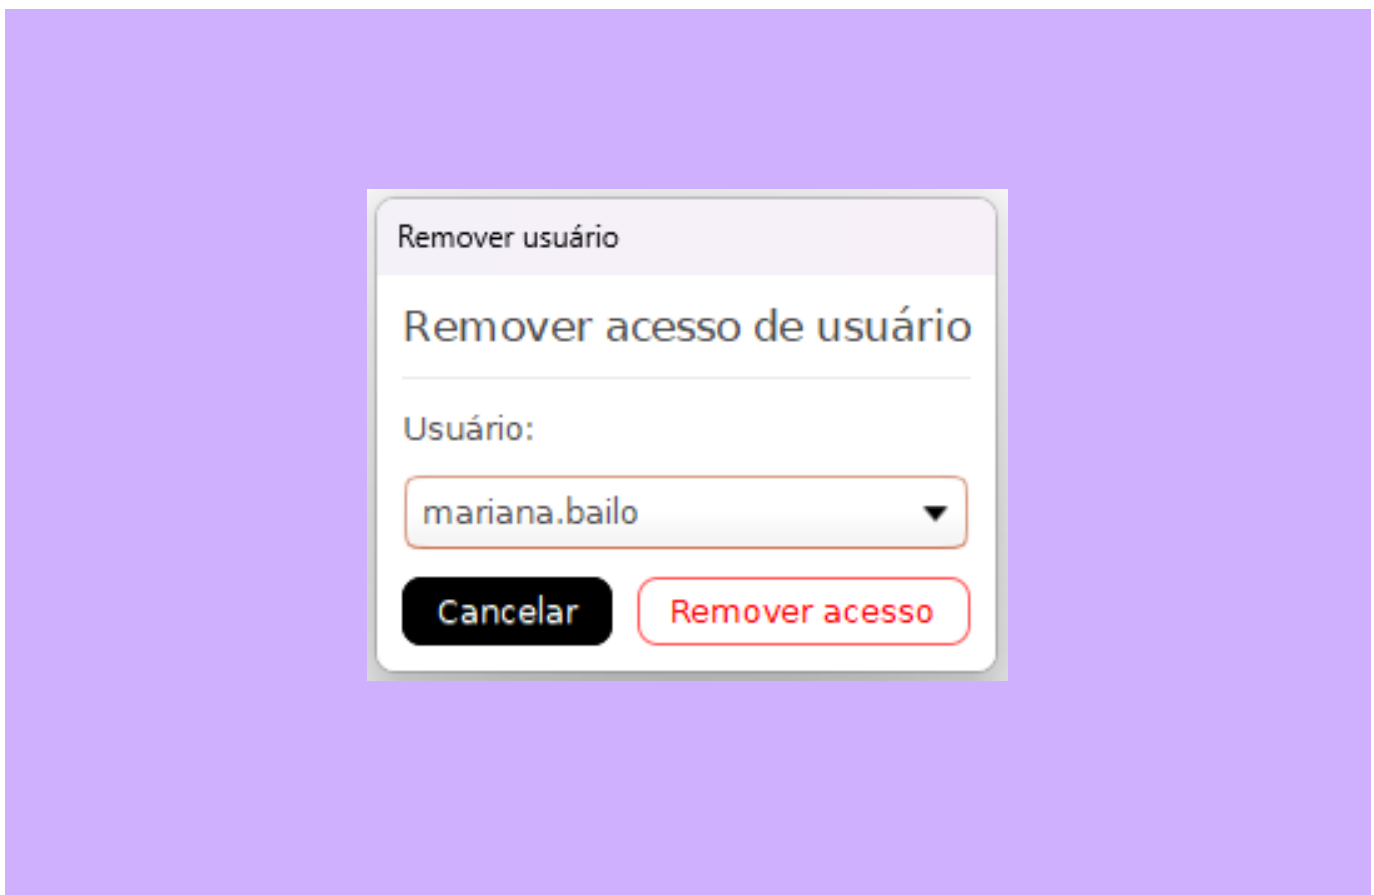 Remover usuário
Remover acesso de usuário
Usuário:
mariana.bailo
Cancelar Remover acesso